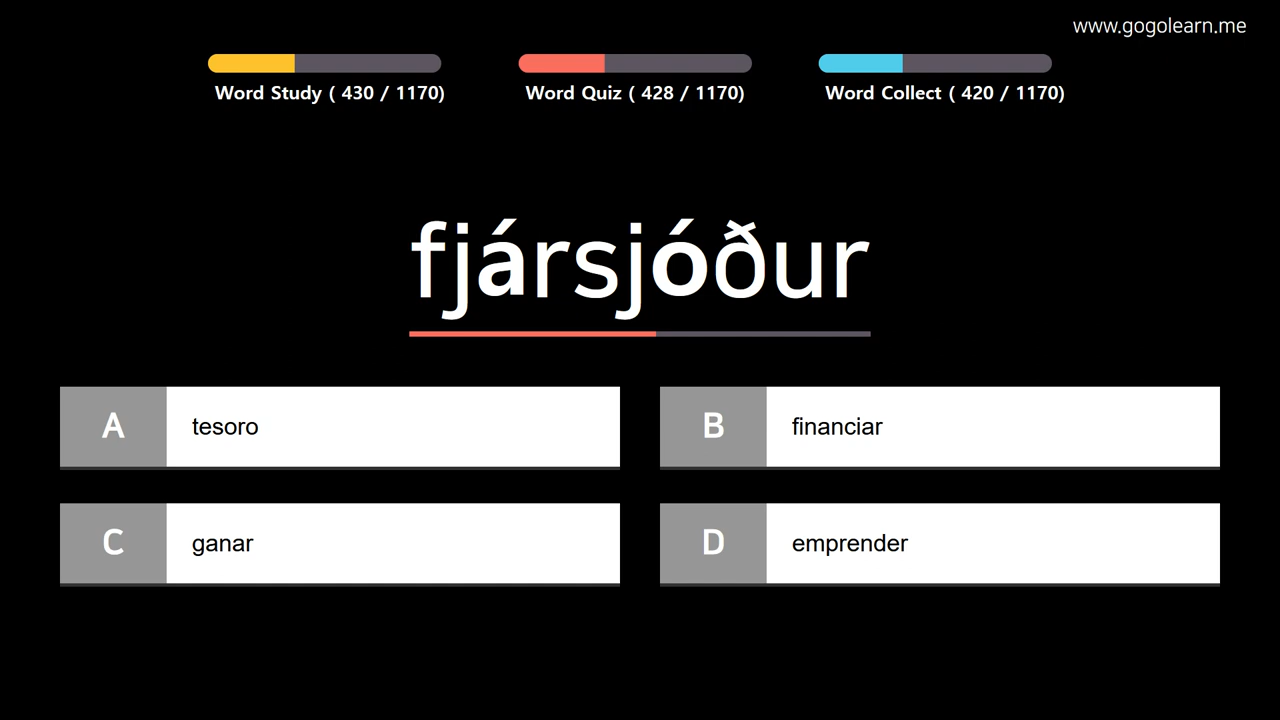 www.gogolearn.me
Word Study ( 430 / 1170)
Word Quiz ( 428 / 1170)
Word Collect ( 420 / 1170)
fjársjóður
A tesoro
B financiar
C ganar
D emprender